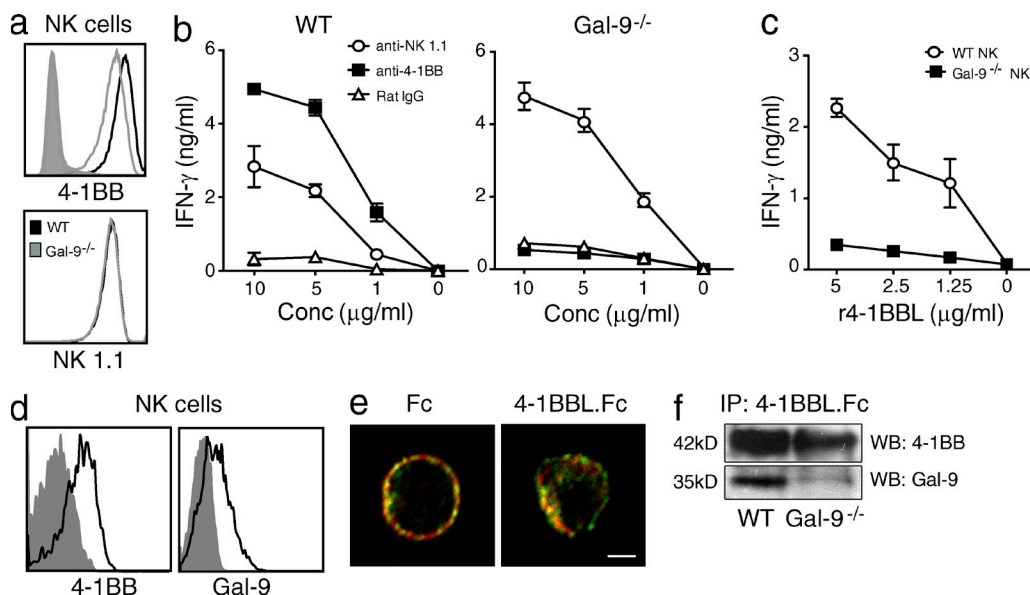 a
NK cells
4-1BB
WT
Gal-9-/-
NK 1.1
b
WT
anti-NK 1.1
anti-4-1BB
Rat IgG
IFN-γ (ng/ml)
6
4
2
0
10 5 1 0
Conc (μg/ml)
Gal-9-/-
6
4
2
0
10 5 1 0
Conc (μg/ml)
c
WT NK
Gal-9-/- NK
IFN-γ (ng/ml)
3
2
1
0
5 2.5 1.25 0
r4-1BBL (μg/ml)
d
NK cells
4-1BB
Gal-9
e
Fc
4-1BBL.Fc
f
IP: 4-1BBL.Fc
42kD
WB: 4-1BB
35kD
WB: Gal-9
WT Gal-9-/-